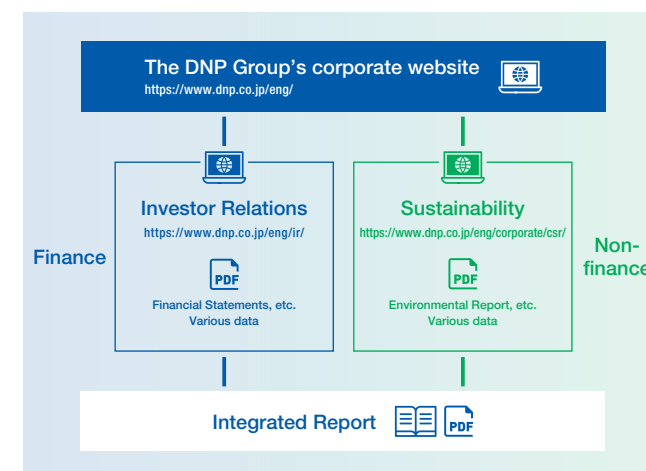 The DNP Group's corporate website
https://www.dnp.co.jp/eng/
Finance
Investor Relations
https://www.dnp.co.jp/eng/ir/
PDF
Financial Statements, etc.
Various data
Sustainability
https://www.dnp.co.jp/eng/corporate/csr/
PDF
Environmental Report, etc.
Various data
Non-
finance
Integrated Report
PDF